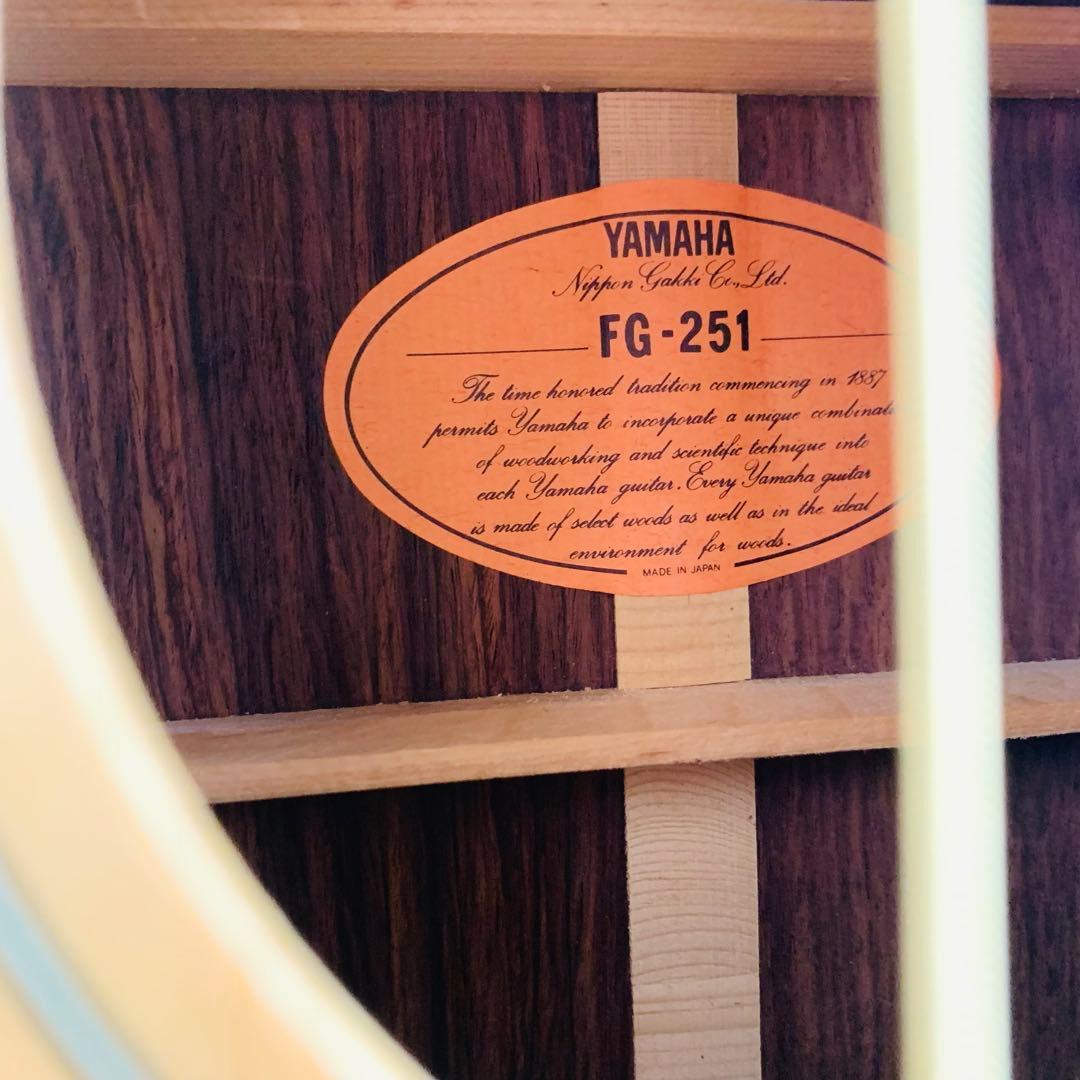 YAMAHA
Nippon Gakki Co., Ltd.
FG-251
The time honored tradition commencing in 1887
permits Yamaha to incorporate a unique combinati
of woodworking and scientific technique into
each Yamaha guitar. Every Yamaha guitar
is made of select woods as well as in the ideal
environment for woods.
MADE IN JAPAN